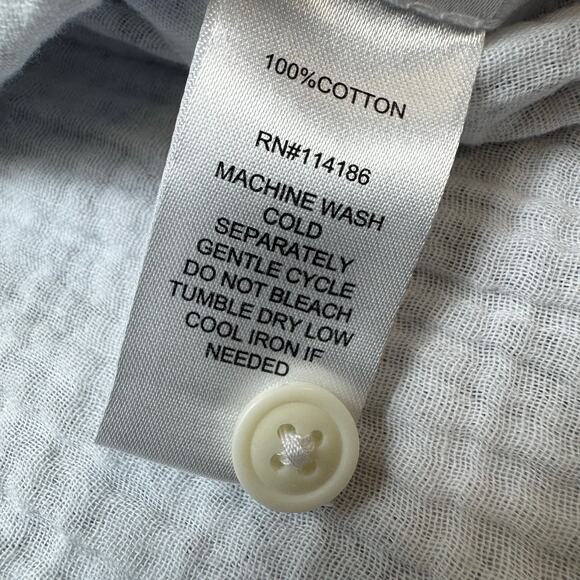 100%COTTON
RN#114186
MACHINE WASH
COLD
SEPARATELY
GENTLE CYCLE
DO NOT BLEACH
TUMBLE DRY LOW
COOL IRON IF
NEEDED